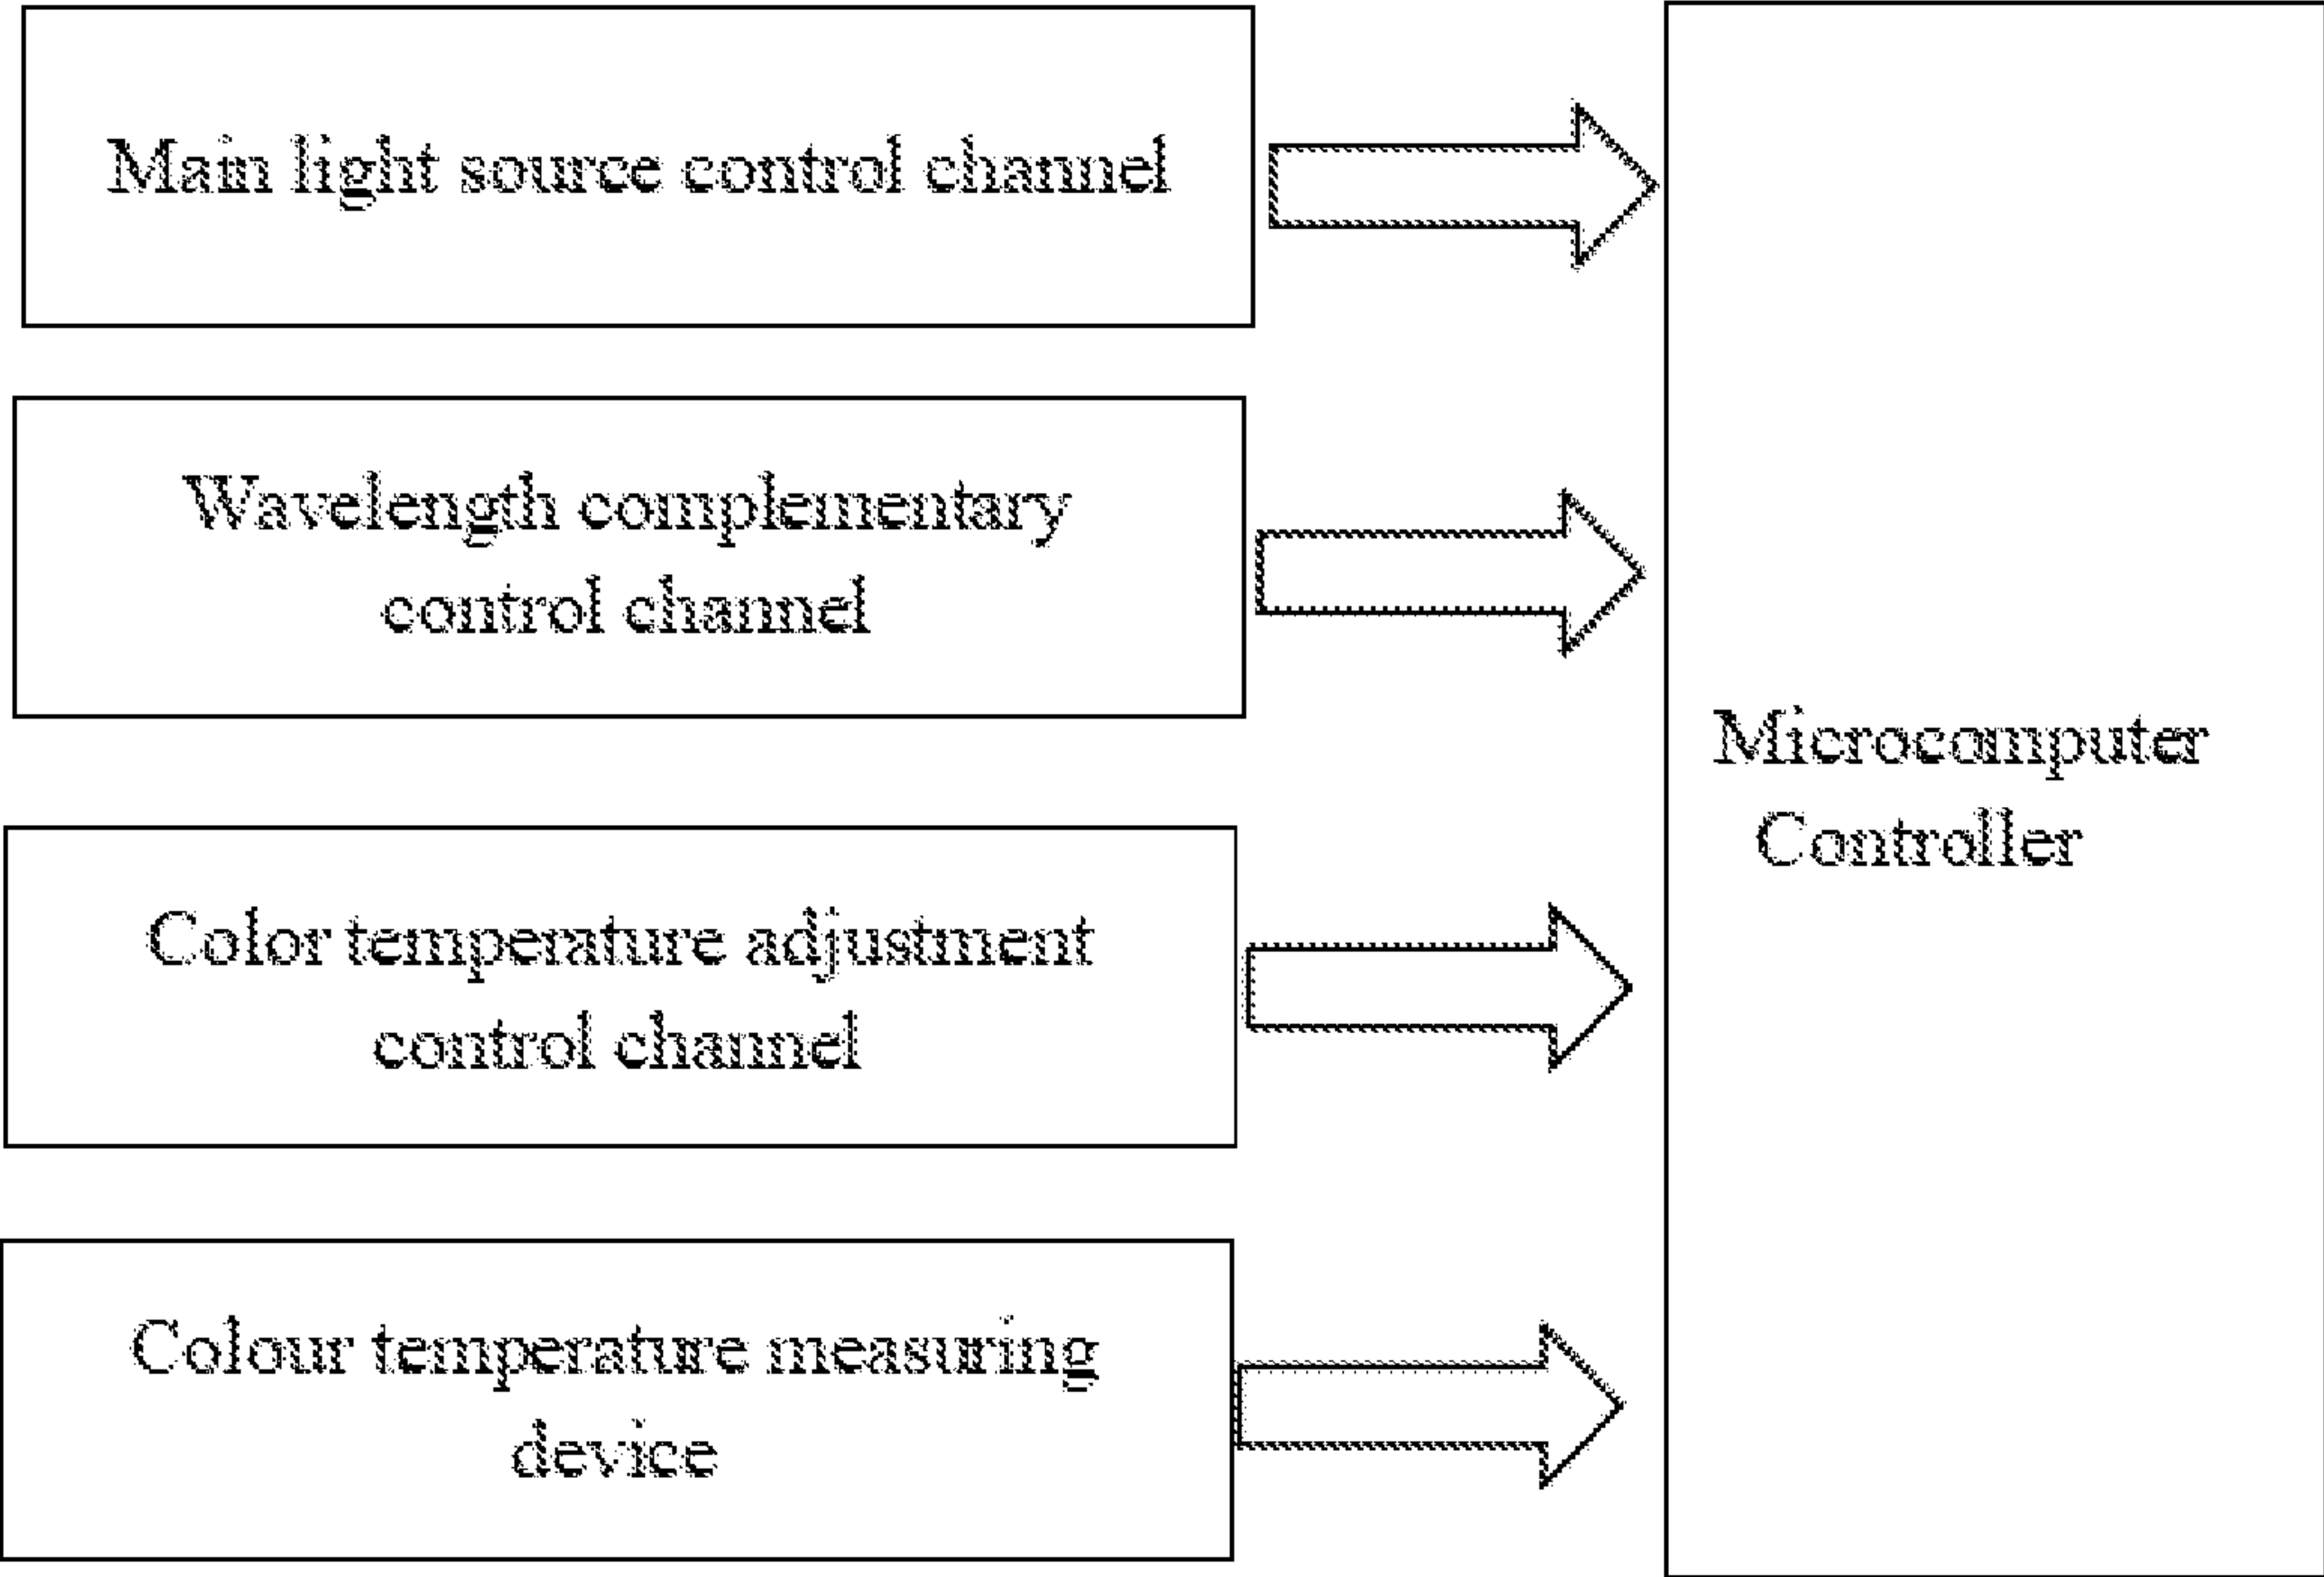 Main light source control channel
Wavelength complementary
control channel
Color temperature adjustment
control channel
Colour temperature measuring
device
Microcomputer
Controller